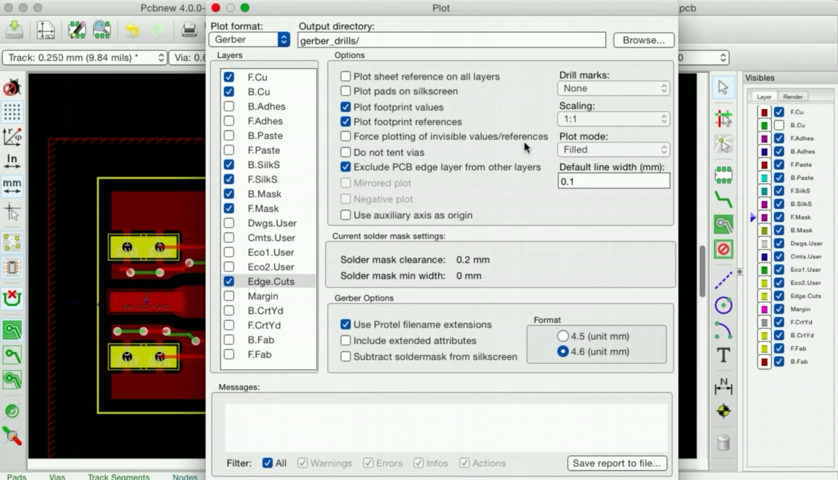 Pcbnew 4.0.0-
Plot
pcb
Plot format:
Output directory:
Gerber
gerber_drills/
Browse...
Track: 0.250 mm (9.84 mils) *
Via: 0.6
0
Layers
F.Cu
B.Cu
B.Adhes
F.Adhes
B.Paste
F.Paste
B.SilkS
F.SilkS
B.Mask
F.Mask
Dwgs.User
Cmts.User
Eco1.User
Eco2.User
Edge.Cuts
Margin
B.CrtYd
F.CrtYd
B.Fab
F.Fab
Options
Plot sheet reference on all layers
Plot pads on silkscreen
Plot footprint values
Plot footprint references
Force plotting of invisible values/references
Do not tent vias
Exclude PCB edge layer from other layers
Mirrored plot
Negative plot
Use auxiliary axis as origin
Drill marks:
None
Scaling:
1:1
Plot mode:
Filled
Default line width (mm):
0.1
Current solder mask settings:
Solder mask clearance: 0.2 mm
Solder mask min width: 0 mm
Gerber Options
Use Protel filename extensions
Include extended attributes
Subtract soldermask from silkscreen
Format
4.5 (unit mm)
4.6 (unit mm)
Messages:
Filter: All Warnings Errors Infos Actions
Save report to file...
In
mm
T
N
Visibles
Layer Render
F.Cu
B.Cu
F.Adhes
B.Adhes
F.Paste
B.Paste
F.SilkS
B.SilkS
F.Mask
B.Mask
Dwgs.User
Cmts.User
Eco1.User
Eco2.User
Edge.Cuts
Margin
F.CrtYd
B.CrtYd
F.Fab
B.Fab
Pads Vias Track Segments Nodes